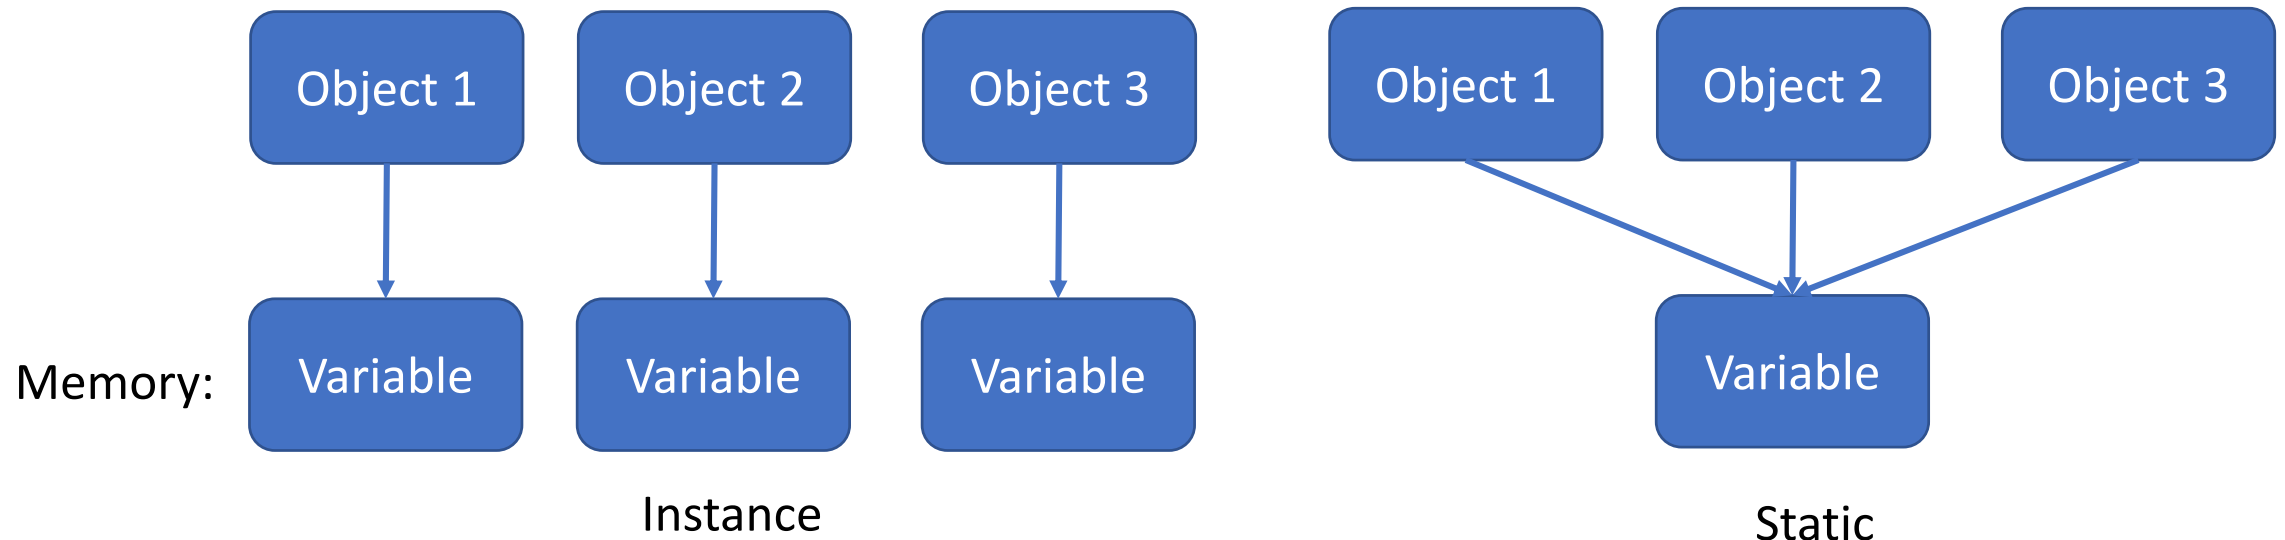 Object 1
Object 2
Object 3
Object 1
Object 2
Object 3
Memory:
Variable
Variable
Variable
Variable
Instance
Static